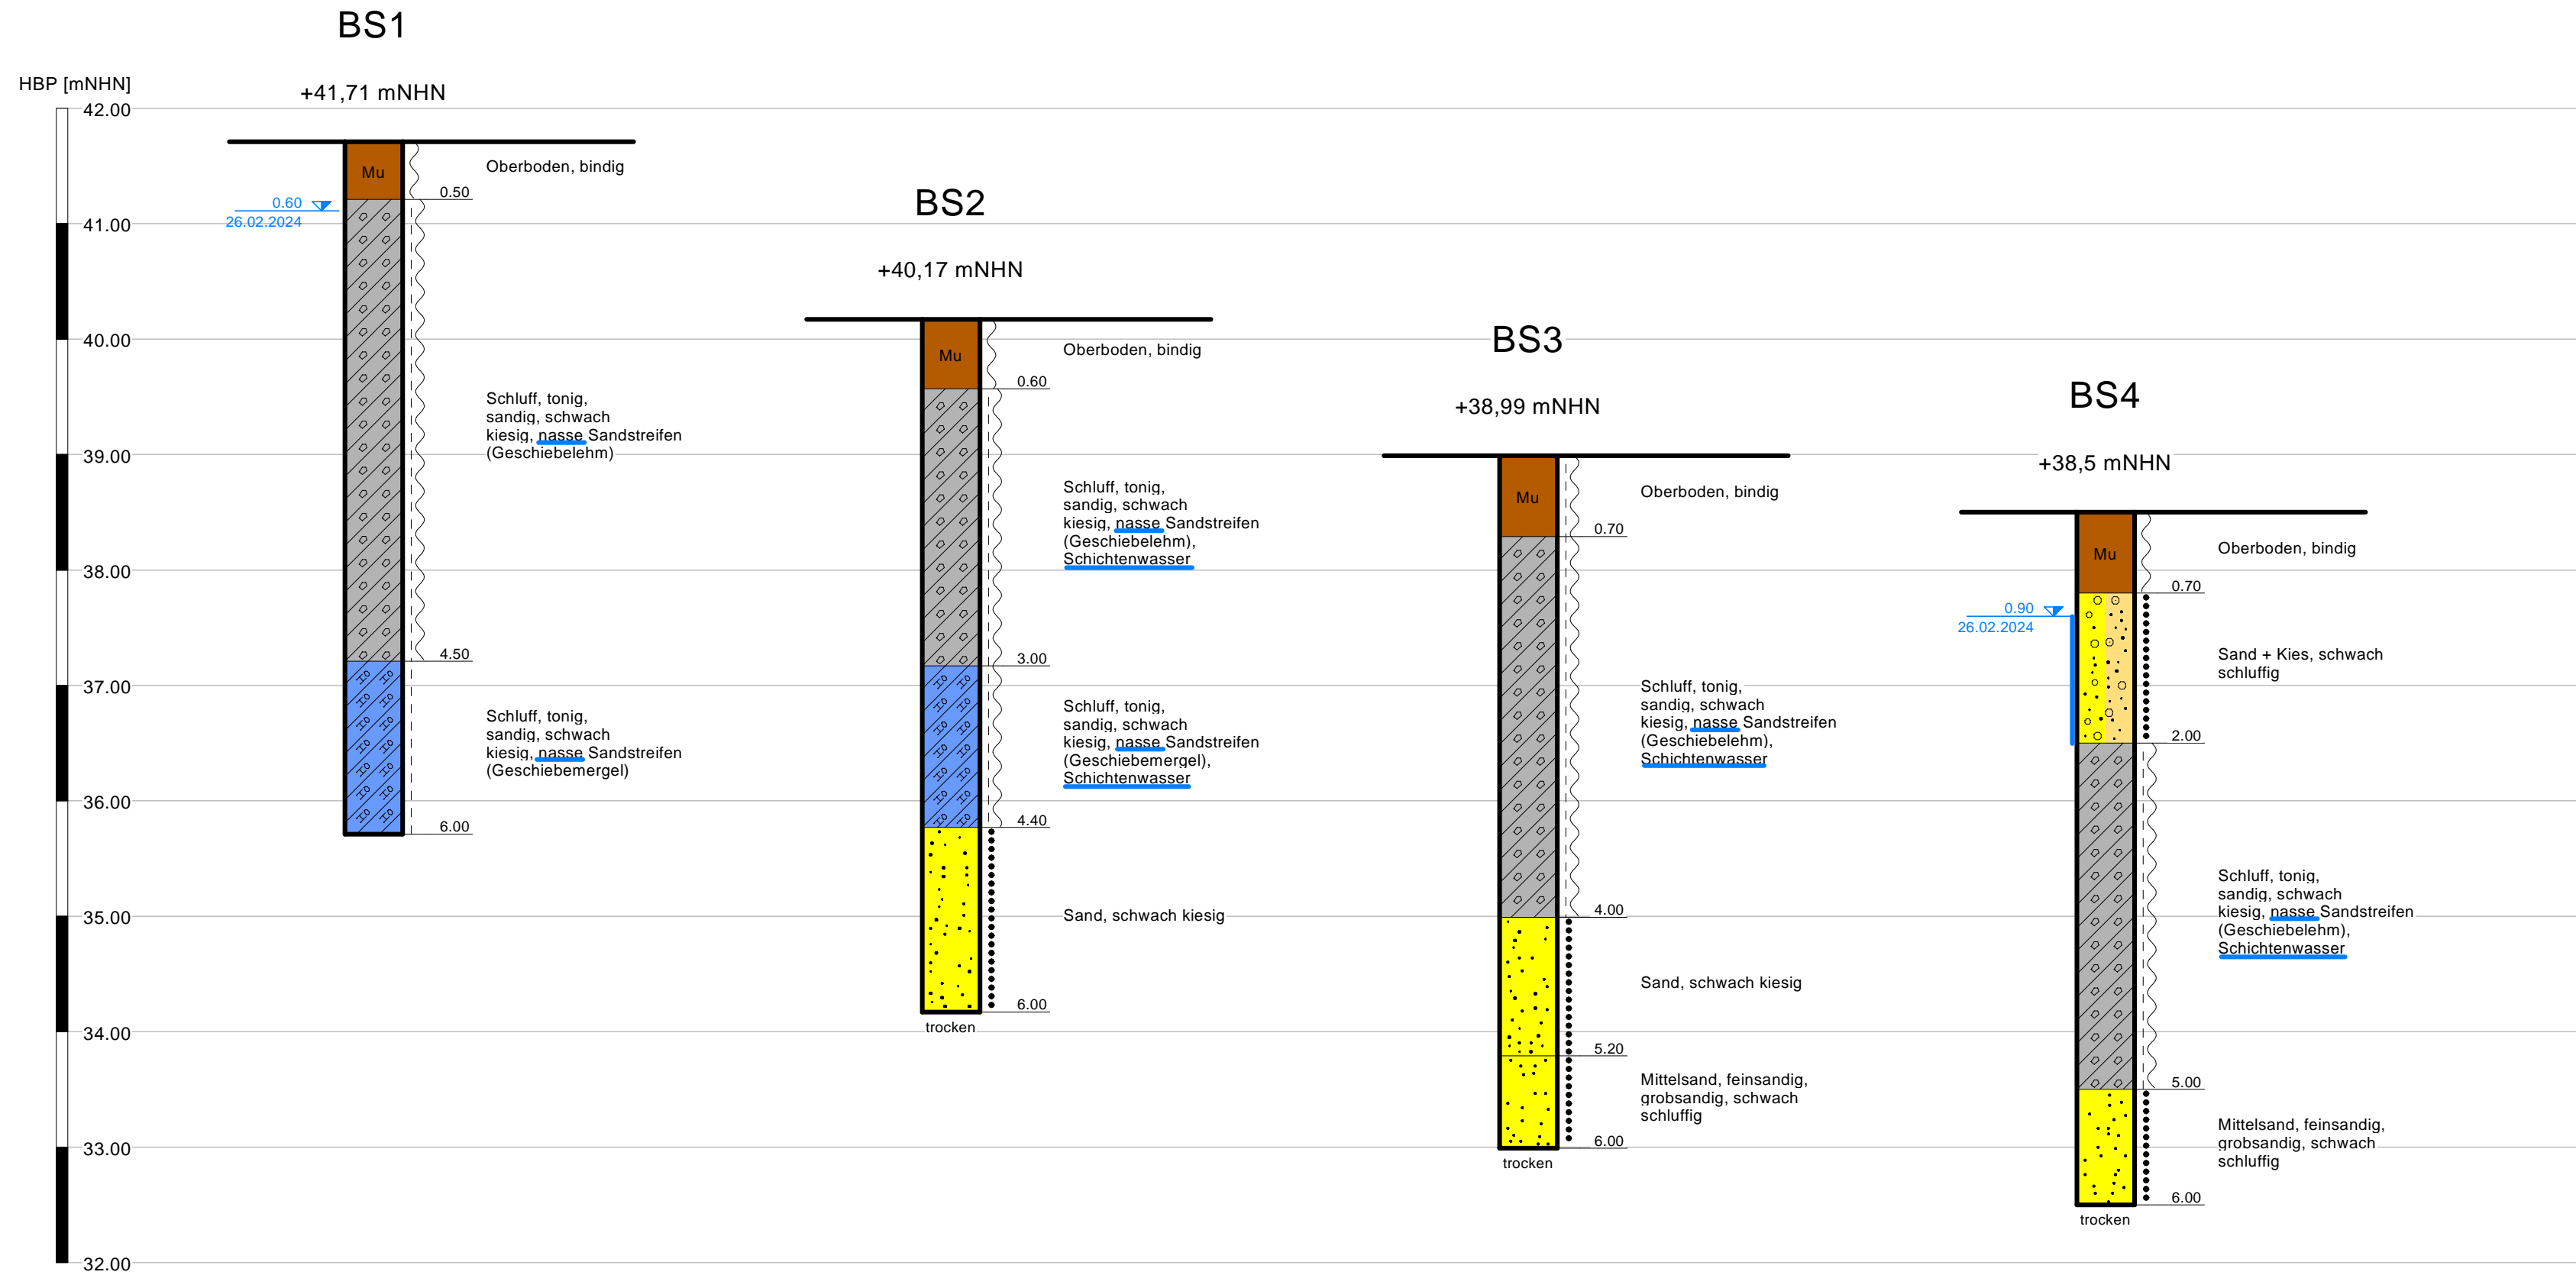 BS1
HBP [mNHN]
+41,71 mNHN
42.00
41.00
40.00
39.00
38.00
37.00
36.00
35.00
34.00
33.00
32.00
Mu
Oberboden, bindig
0.50
0.60
26.02.2024
Schluff, tonig,
sandig, schwach
kiesig, nasse Sandstreifen
(Geschiebelehm)
4.50
Schluff, tonig,
sandig, schwach
kiesig, nasse Sandstreifen
(Geschiebemergel)
6.00
BS2
+40,17 mNHN
Mu
Oberboden, bindig
0.60
Schluff, tonig,
sandig, schwach
kiesig, nasse Sandstreifen
(Geschiebelehm),
Schichtenwasser
3.00
Schluff, tonig,
sandig, schwach
kiesig, nasse Sandstreifen
(Geschiebemergel),
Schichtenwasser
4.40
Sand, schwach kiesig
6.00
trocken
BS3
+38,99 mNHN
Mu
Oberboden, bindig
0.70
Schluff, tonig,
sandig, schwach
kiesig, nasse Sandstreifen
(Geschiebelehm),
Schichtenwasser
4.00
Sand, schwach kiesig
5.20
Mittelsand, feinsandig,
grobsandig, schwach
schluffig
6.00
trocken
BS4
+38,5 mNHN
Mu
Oberboden, bindig
0.70
0.90
26.02.2024
Sand + Kies, schwach
schluffig
2.00
Schluff, tonig,
sandig, schwach
kiesig, nasse Sandstreifen
(Geschiebelehm),
Schichtenwasser
5.00
Mittelsand, feinsandig,
grobsandig, schwach
schluffig
6.00
trocken